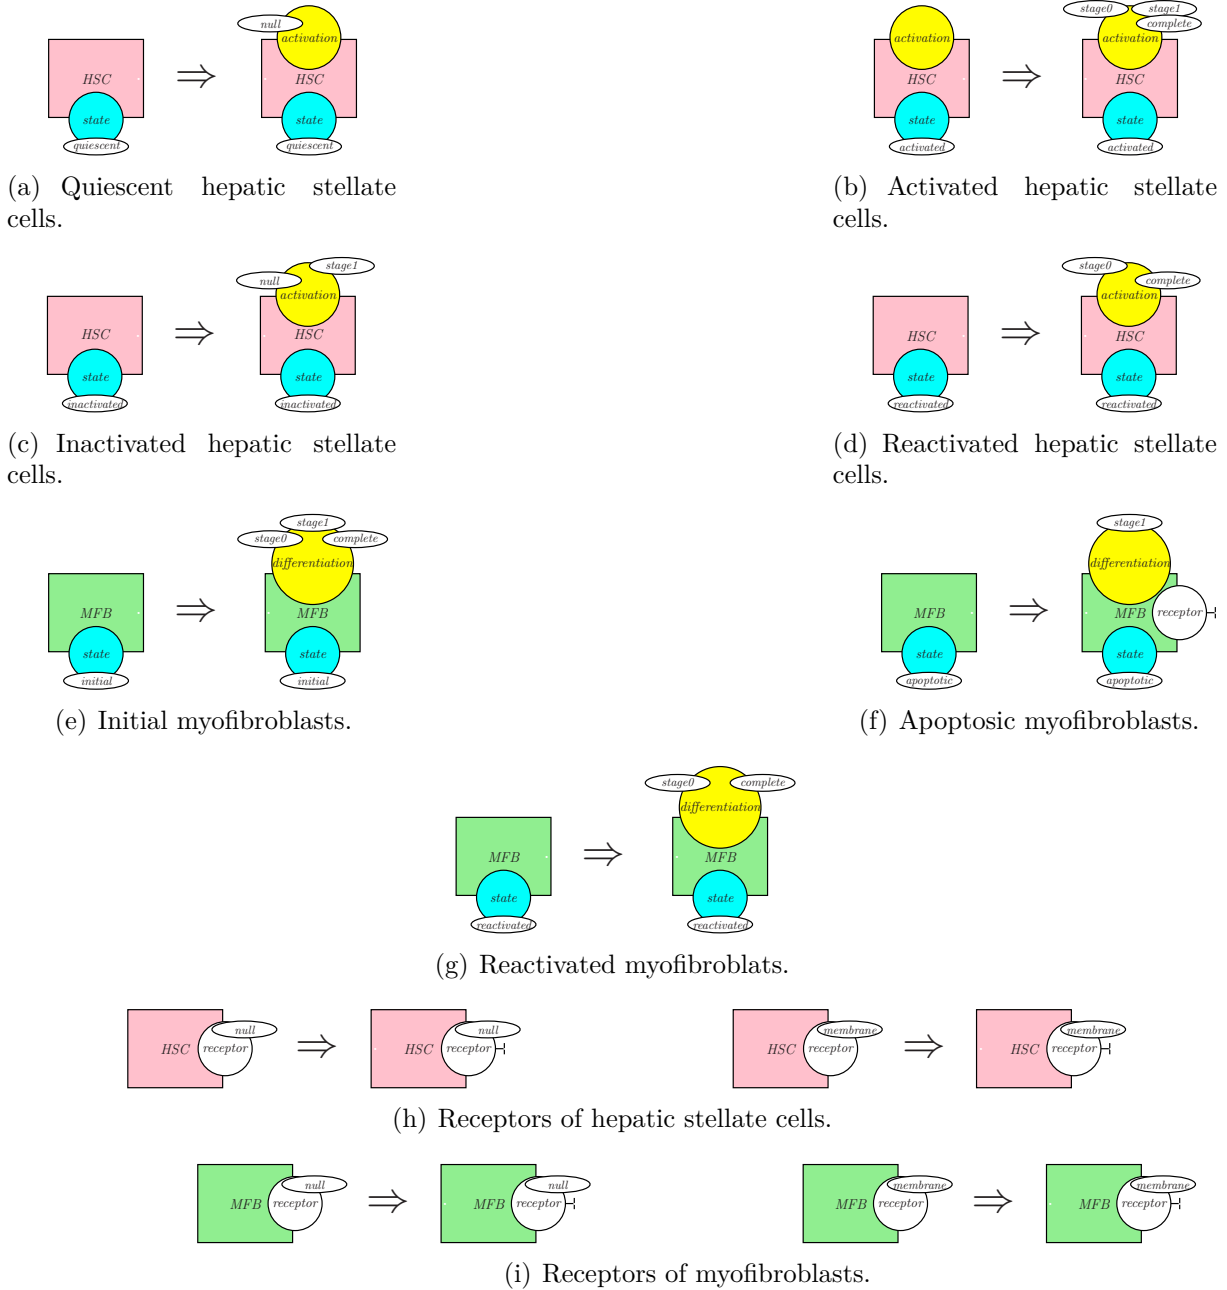 null
activation
HSC
HSC
state
state
quiescent
quiescent
(a) Quiescent hepatic stellate
cells.
stage0
stage1
complete
activation
activation
HSC
HSC
state
state
activated
activated
(b) Activated hepatic stellate
cells.
stage1
null
activation
HSC
HSC
state
state
inactivated
inactivated
(c) Inactivated hepatic stellate
cells.
stage0
complete
activation
HSC
HSC
state
state
reactivated
reactivated
(d) Reactivated hepatic stellate
cells.
stage1
stage0
complete
differentiation
MFB
MFB
state
state
initial
initial
(e) Initial myofibroblasts.
stage1
differentiation
MFB
MFB
receptor
state
state
apoptotic
apoptotic
(f) Apoptosic myofibroblasts.
stage0
complete
differentiation
MFB
MFB
state
state
reactivated
reactivated
(g) Reactivated myofibroblats.
null
HSC
receptor
null
HSC
receptor
membrane
HSC
receptor
membrane
HSC
receptor
(h) Receptors of hepatic stellate cells.
null
MFB
receptor
null
MFB
receptor
membrane
MFB
receptor
membrane
MFB
receptor
(i) Receptors of myofibroblasts.